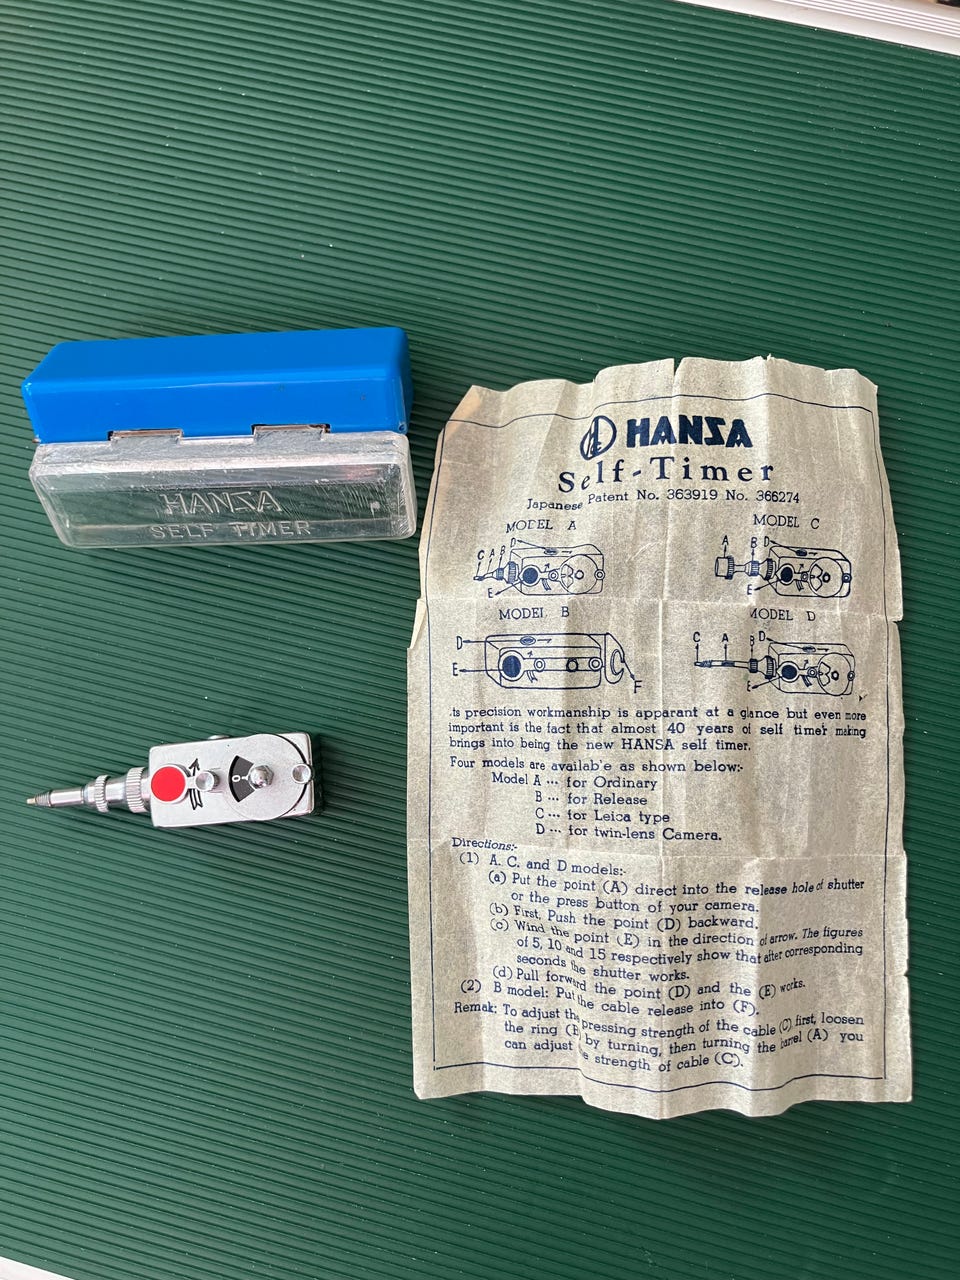 HANSA
SELF TIMER
0
HANSA
Self-Timer
Japanese Patent No. 363919 No. 366274
MODEL A
C A B D
E
MODEL C
A B D
E
MODEL B
D
E
F
MODEL D
C A B D
E
ts precision workmanship is apparant at a glance but even more
important is the fact that almost 40 years of self timer making
brings into being the new HANSA self timer.
Four models are availab'e as shown below:-
Model A ... for Ordinary
B ... for Release
C ... for Leica type
D ... for twin-lens Camera.
Directions:-
(1) A. C. and D models:-
(a) Put the point (A) direct into the release hole of shutter
or the press button of your camera.
(b) First, Push the point (D) backward.
(c) Wind the point (E) in the direction of arrow. The figures
of 5, 10 and 15 respectively show that after corresponding
seconds the shutter works.
(d) Pull forward the point (D) and the (E) works.
(2) B model: Put the cable release into (F).
Remak: To adjust the pressing strength of the cable (C) first, loosen
the ring by turning, then turning the barrel (A) you
can adjust strength of cable (C).